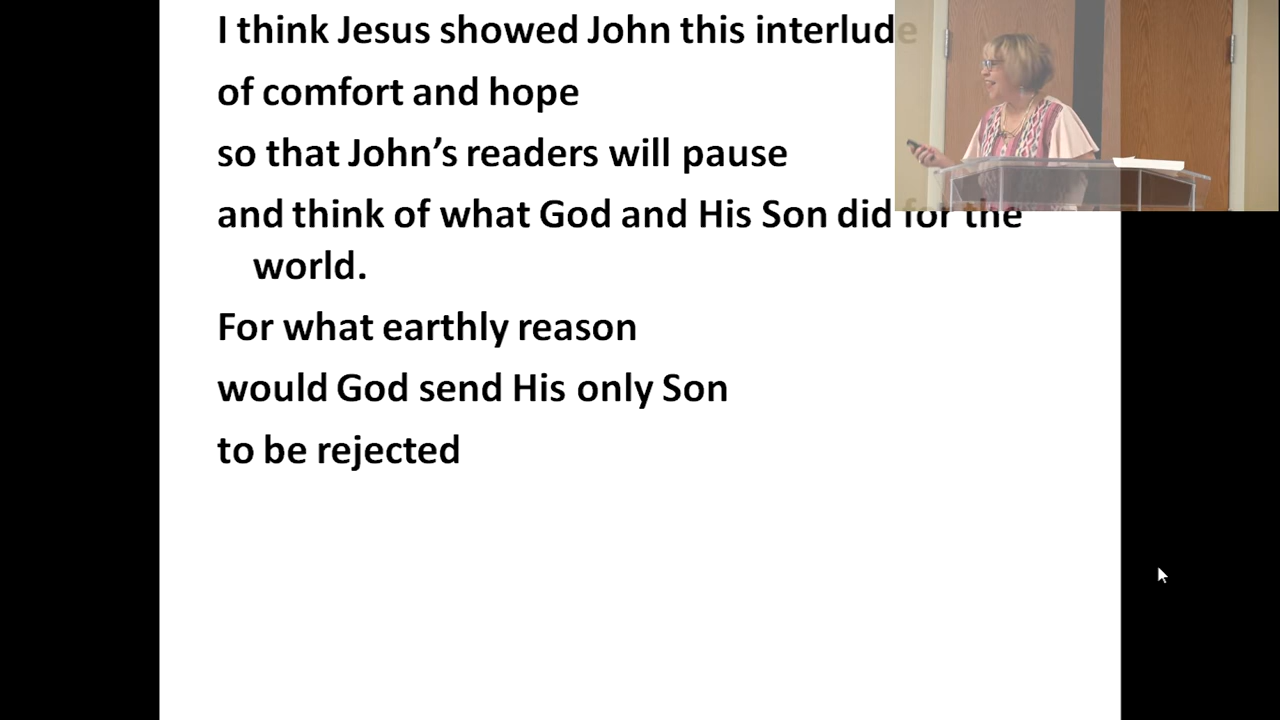 I think Jesus showed John this interlude
of comfort and hope
so that John’s readers will pause
and think of what God and His Son did for the
world.
For what earthly reason
would God send His only Son
to be rejected